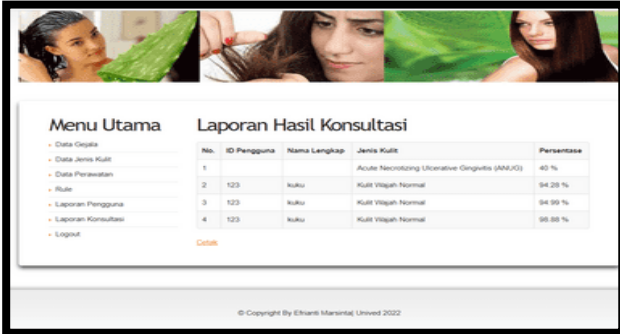 Menu Utama
Data Gejala
Data Jenis Kulit
Data Perawatan
Rule
Laporan Pengguna
Laporan Konsultasi
Logout
Laporan Hasil Konsultasi
No. ID Pengguna Nama Lengkap Jenis Kulit Persentase
1 Acute Necrotizing Ulcerative Gingivitis (ANUG) 40 %
2 123 kuku Kulit Wajah Normal 94.28 %
3 123 kuku Kulit Wajah Normal 94.99 %
4 123 kuku Kulit Wajah Normal 98.88 %
Cetak
© Copyright By Efrianti Marsinta| Unived 2022